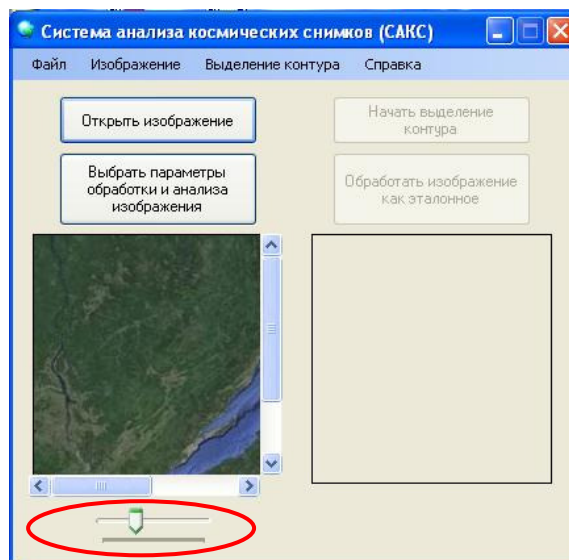 Система анализа космических снимков (САКС)
Файл Изображение Выделение контура Справка
Открыть изображение
Начать выделение
контура
Выбрать параметры
обработки и анализа
изображения
Обработать изображение
как эталонное